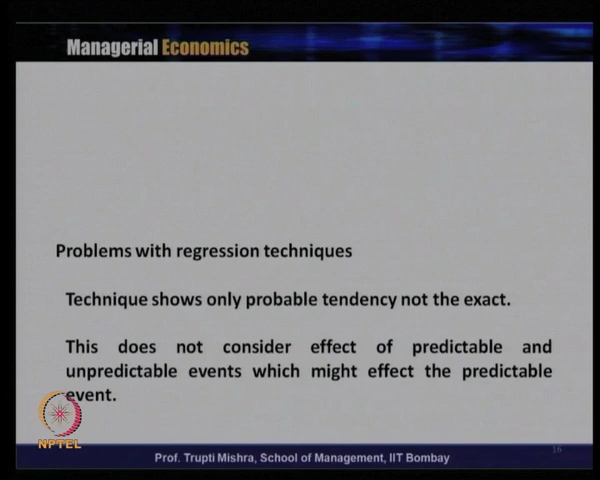 Managerial Economics
Problems with regression techniques
Technique shows only probable tendency not the exact.
This does not consider effect of predictable and
unpredictable events which might effect the predictable
event.
NPTEL
16
Prof. Trupti Mishra, School of Management, IIT Bombay